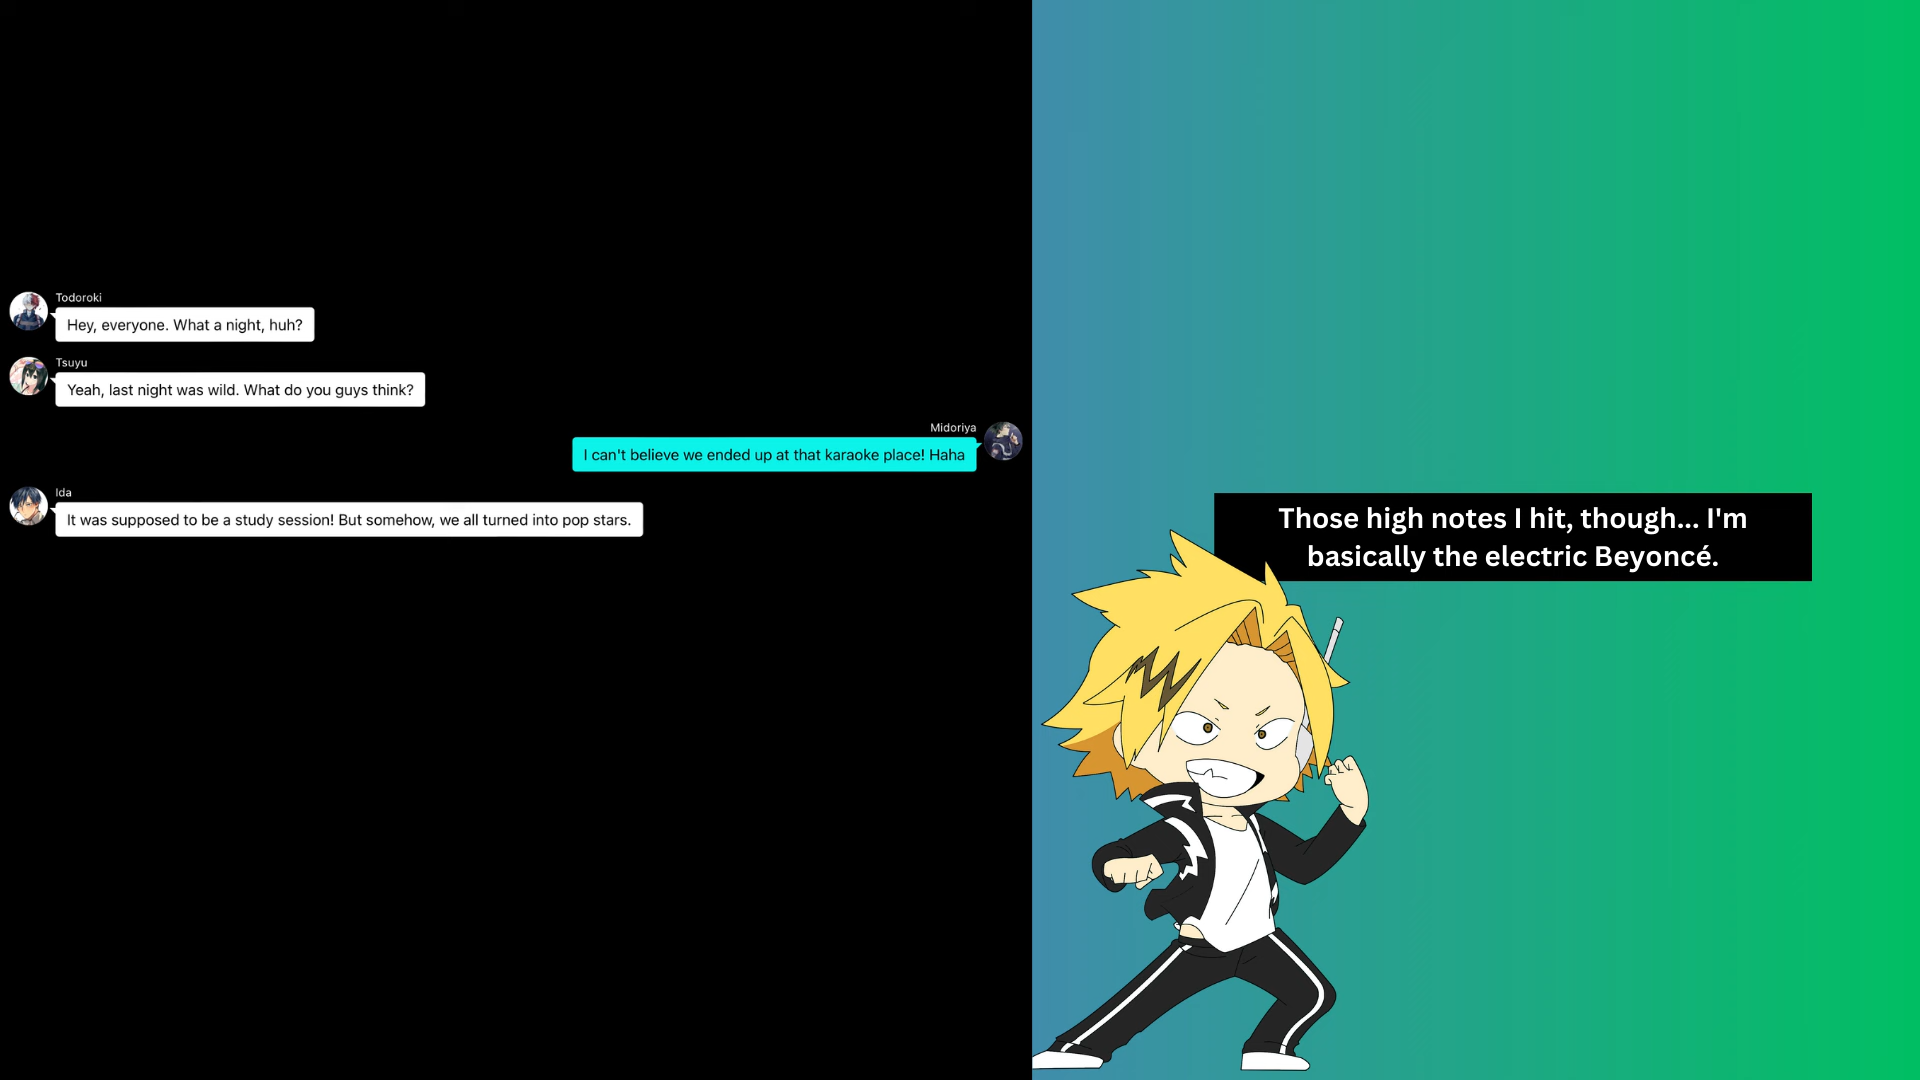 Todoroki
Hey, everyone. What a night, huh?
Tsuyu
Yeah, last night was wild. What do you guys think?
Midoriya
I can't believe we ended up at that karaoke place! Haha
Ida
It was supposed to be a study session! But somehow, we all turned into pop stars.
Those high notes I hit, though... I'm
basically the electric Beyoncé.